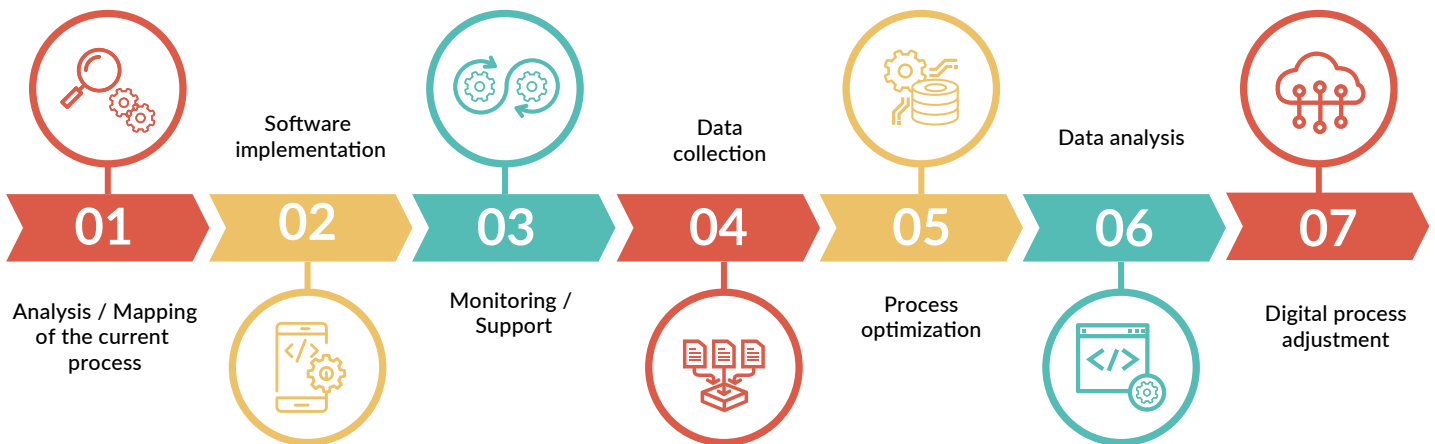 01
Analysis / Mapping
of the current
process
Software
implementation
02
</>
03
Monitoring /
Support
Data
collection
04
05
Process
optimization
Data analysis
06
</>
07
Digital process
adjustment